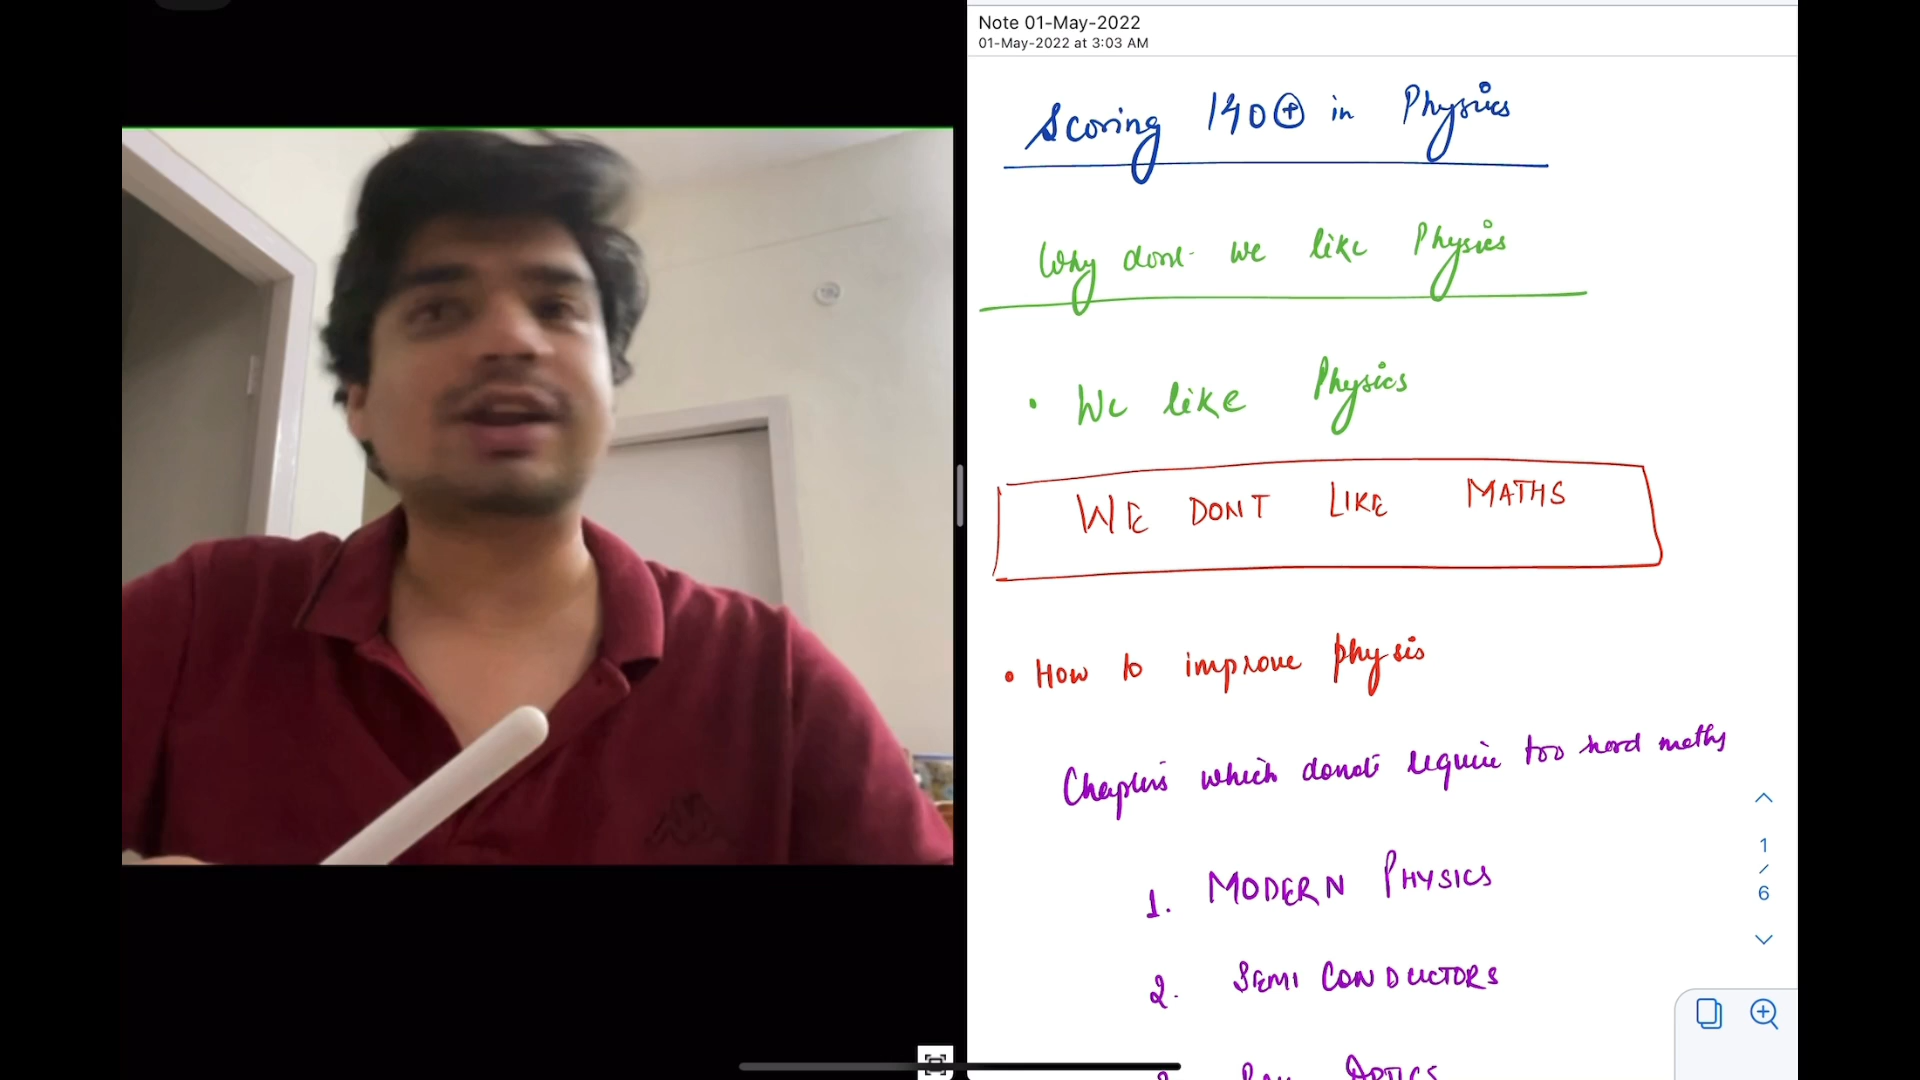 Note 01-May-2022
01-May-2022 at 3:03 AM
Scoring 140+ in Physics
Why dont we like Physics
• We like Physics
WE DONT LIKE MATHS
• How to improve physis
Chapters which donot require too hard maths
1. MODERN PHYSICS
2. SEMI CONDUCTORS
1
/
6
OPTICS